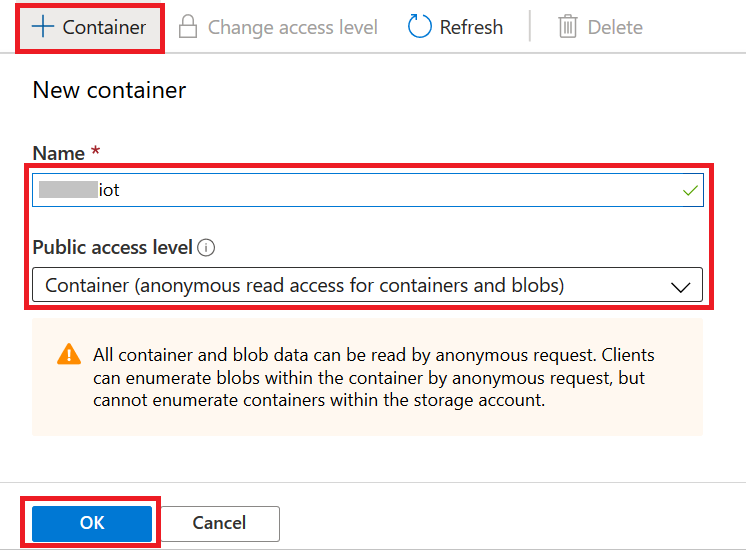 Container Change access level Refresh Delete
New container
Name *
iot
Public access level
Container (anonymous read access for containers and blobs)
All container and blob data can be read by anonymous request. Clients
can enumerate blobs within the container by anonymous request, but
cannot enumerate containers within the storage account.
OK Cancel